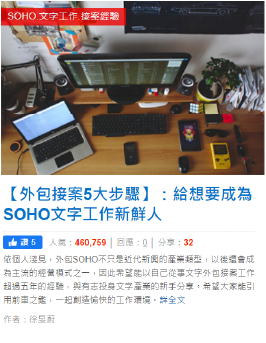 SOHO 文字工作 接案經驗
【外包接案5大步驟】：給想要成為
SOHO文字工作新鮮人
讚 5 人氣：460,759 │ 回應：0 │ 分享：32
依個人淺見，外包SOHO不只是近代新興的產業類型，以後還會成
為主流的經營模式之一，因此希望能以自己從事文字外包接案工作
超過五年的經驗，與有志投身文字產業的新手分享。希望大家能引
用前車之鑑，一起創造愉快的工作環境。詳全文
作者：徐旻蔚